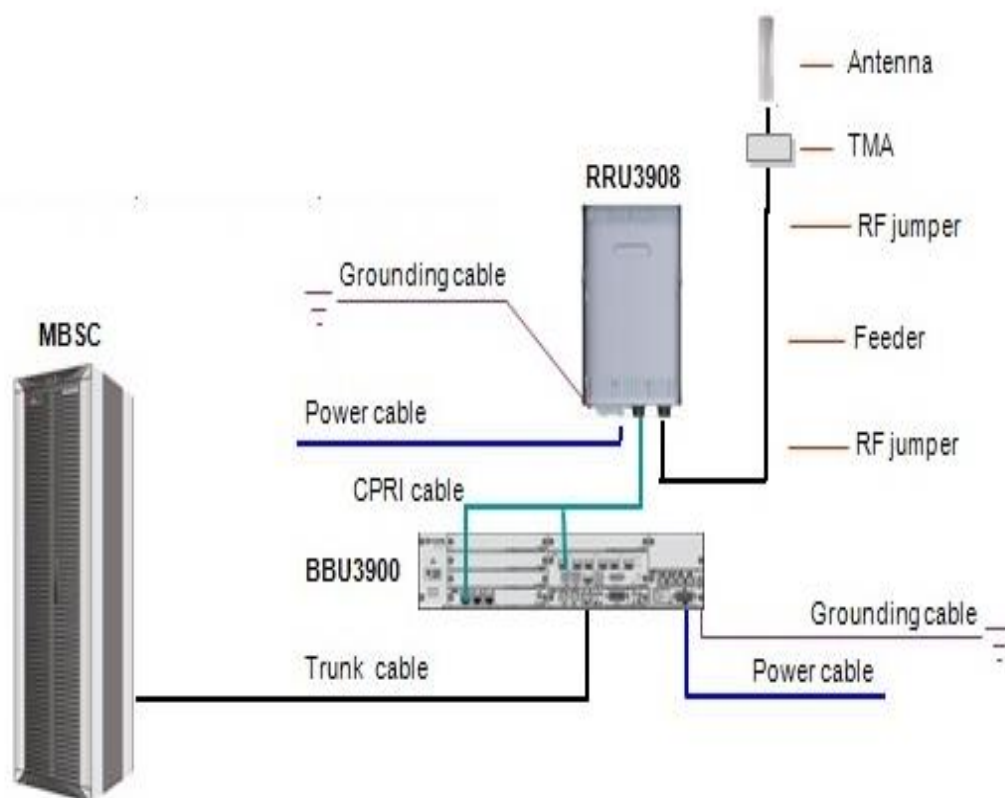 Antenna
TMA
RRU3908
RF jumper
Grounding cable
MBSC
Feeder
Power cable
RF jumper
CPRI cable
BBU3900
Grounding cable
Trunk cable
Power cable